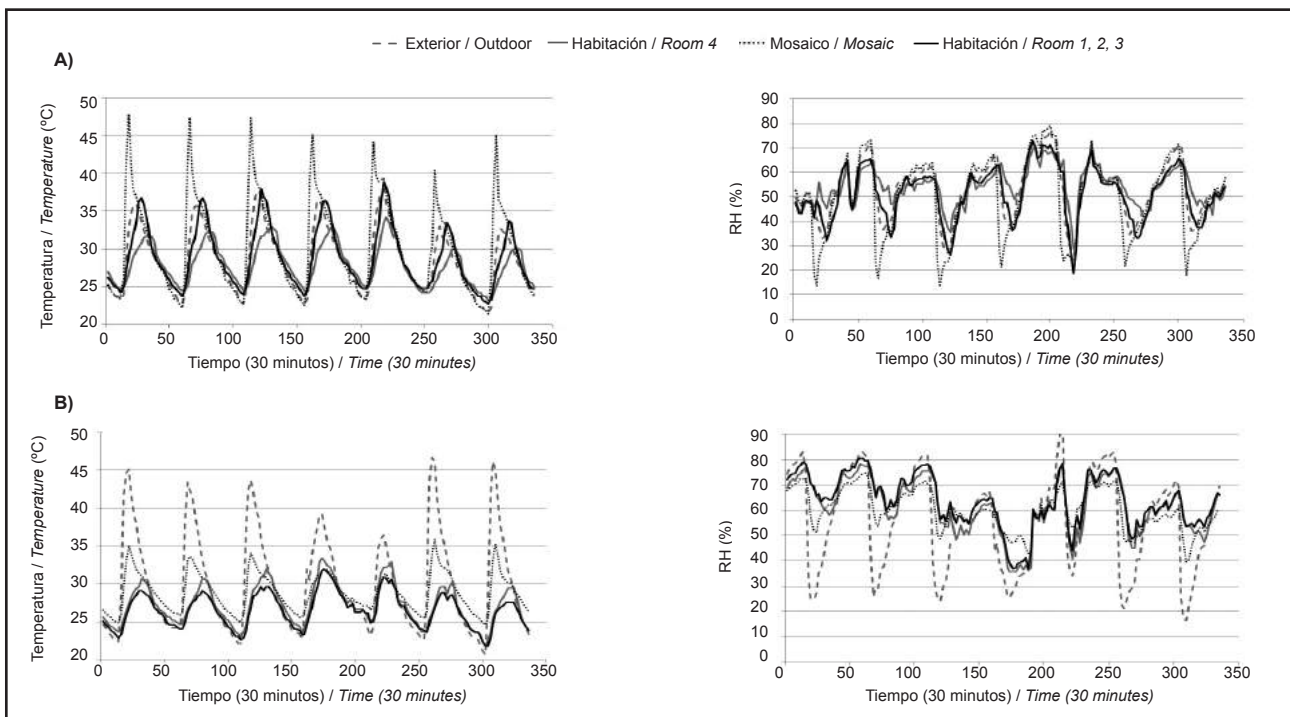 Exterior / Outdoor Habitación / Room 4 Mosaico / Mosaic Habitación / Room 1, 2, 3
A)
Temperatura / Temperature (ºC)
50
45
40
35
30
25
20
0 50 100 150 200 250 300 350
Tiempo (30 minutos) / Time (30 minutes)
RH (%)
90
80
70
60
50
40
30
20
10
0
0 50 100 150 200 250 300 350
Tiempo (30 minutos) / Time (30 minutes)
B)
Temperatura / Temperature (ºC)
50
45
40
35
30
25
20
0 50 100 150 200 250 300 350
Tiempo (30 minutos) / Time (30 minutes)
RH (%)
90
80
70
60
50
40
30
20
10
0
0 50 100 150 200 250 300 350
Tiempo (30 minutos) / Time (30 minutes)